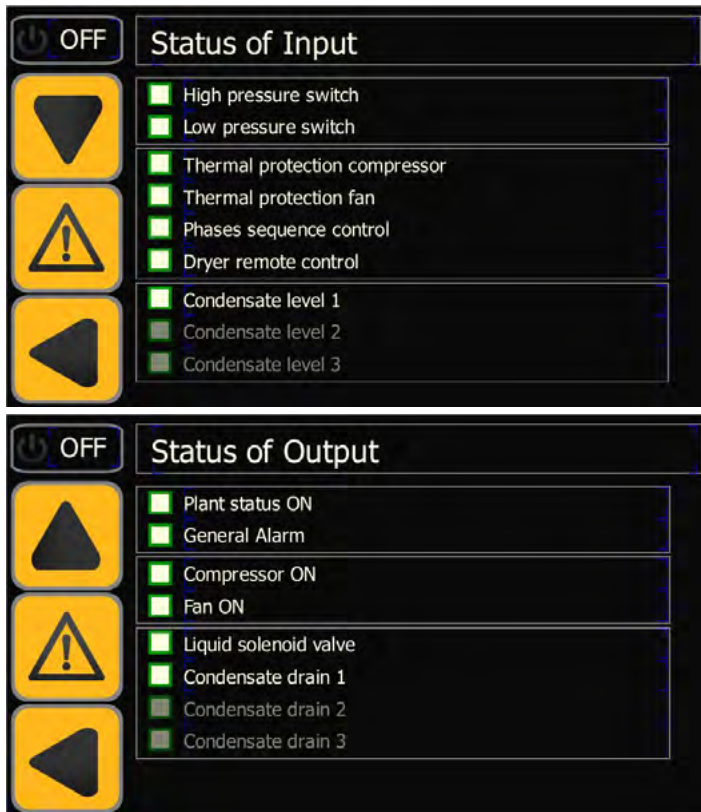 OFF
Status of Input
High pressure switch
Low pressure switch
Thermal protection compressor
Thermal protection fan
Phases sequence control
Dryer remote control
Condensate level 1
Condensate level 2
Condensate level 3
OFF
Status of Output
Plant status ON
General Alarm
Compressor ON
Fan ON
Liquid solenoid valve
Condensate drain 1
Condensate drain 2
Condensate drain 3